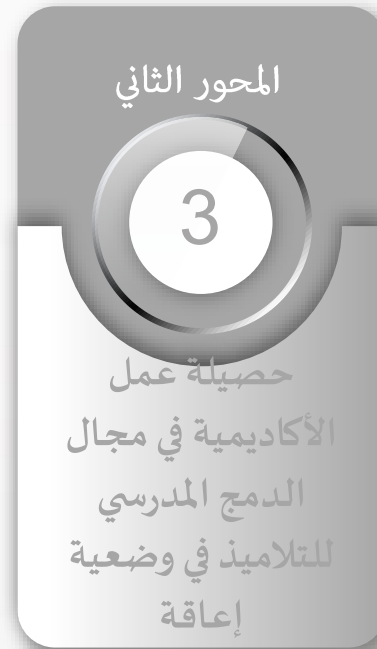 المحور الثاني
3
حصيلة عمل
الأكاديمية في مجال
الدمج المدرسي
للتلاميذ في وضعية
إعاقة